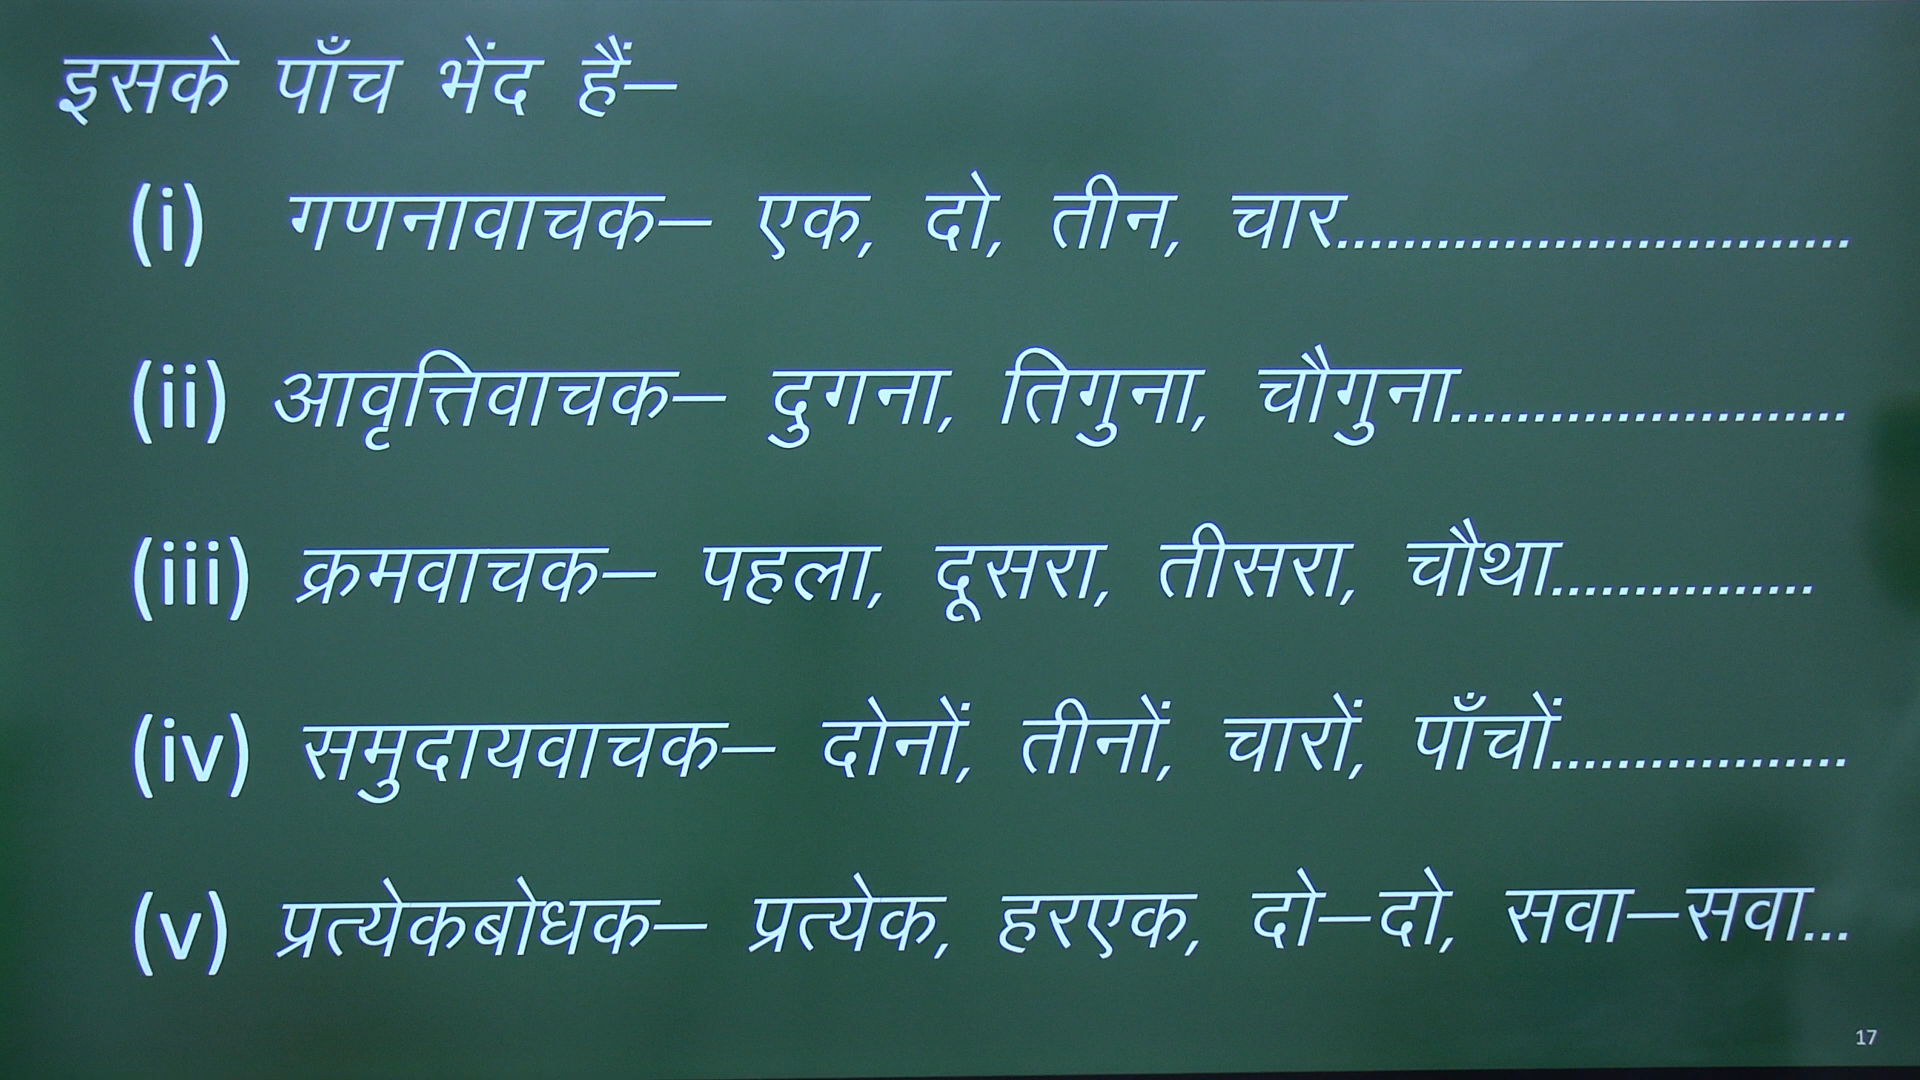 इसके पाँच भेंद हैं–
(i) गणनावाचक– एक, दो, तीन, चार.....................................
(ii) आवृत्तिवाचक– दुगना, तिगुना, चौगुना............................
(iii) क्रमवाचक– पहला, दूसरा, तीसरा, चौथा...................
(iv) समुदायवाचक– दोनों, तीनों, चारों, पाँचों.....................
(v) प्रत्येकबोधक– प्रत्येक, हरएक, दो–दो, सवा–सवा...
17